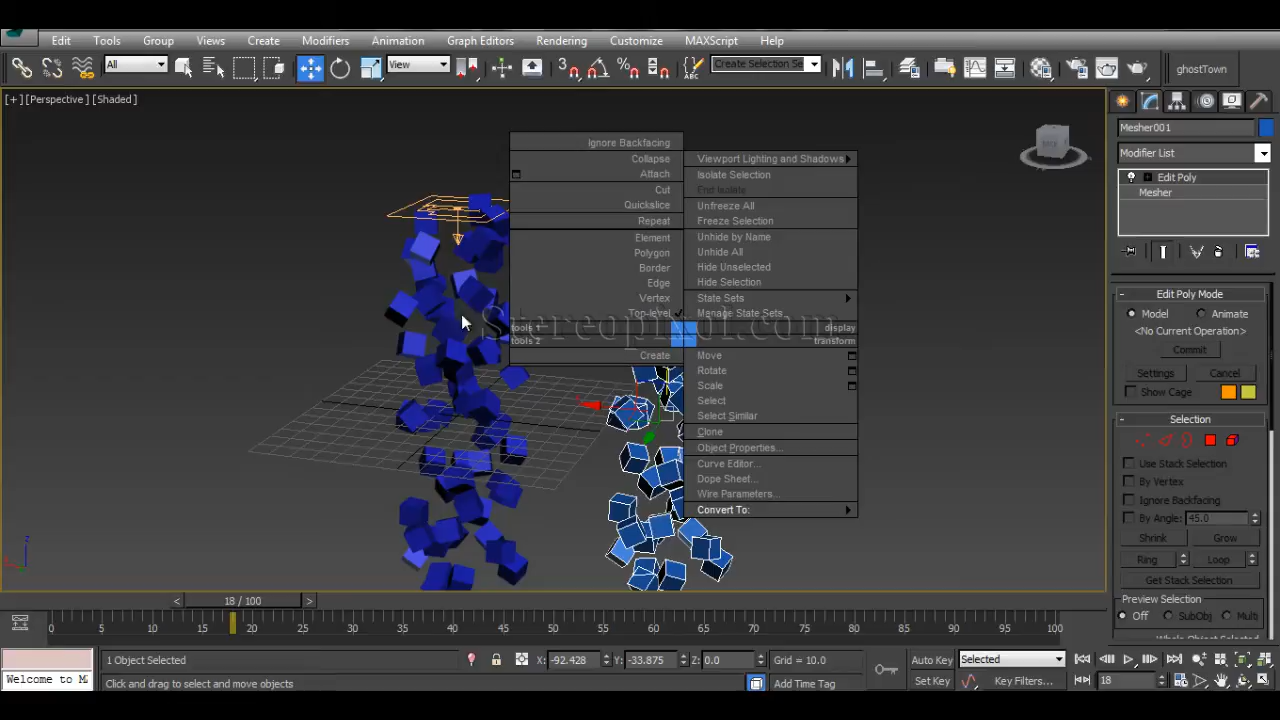 Edit Tools Group Views Create Modifiers Animation Graph Editors Rendering Customize MAXScript Help
All View Create Selection Se ghostTown
[+] [Perspective] [Shaded]
Ignore Backfacing
Collapse
Attach
Cut
Quickslice
Repeat
Element
Polygon
Border
Edge
Vertex
Top-level
tools 1
tools 2
Create
Viewport Lighting and Shadows
Isolate Selection
End Isolate
Unfreeze All
Freeze Selection
Unhide by Name
Unhide All
Hide Unselected
Hide Selection
State Sets
Manage State Sets...
display
transform
Move
Rotate
Scale
Select
Select Similar
Clone
Object Properties...
Curve Editor...
Dope Sheet...
Wire Parameters...
Convert To:
Stereopixol.com
Mesher001
Modifier List
Edit Poly
Mesher
Edit Poly Mode
Model Animate
<No Current Operation>
Commit
Settings Cancel
Show Cage
Selection
Use Stack Selection
By Vertex
Ignore Backfacing
By Angle: 45.0
Shrink Grow
Ring Loop
Get Stack Selection
Preview Selection
Off SubObj Multi
Whole Object Selected
< 18 / 100 >
0 5 10 15 20 25 30 35 40 45 50 55 60 65 70 75 80 85 90 95 100
1 Object Selected X: -92.428 Y: -33.875 Z: 0.0 Grid = 10.0 Auto Key Selected
Welcome to M Click and drag to select and move objects Add Time Tag Set Key Key Filters... 18